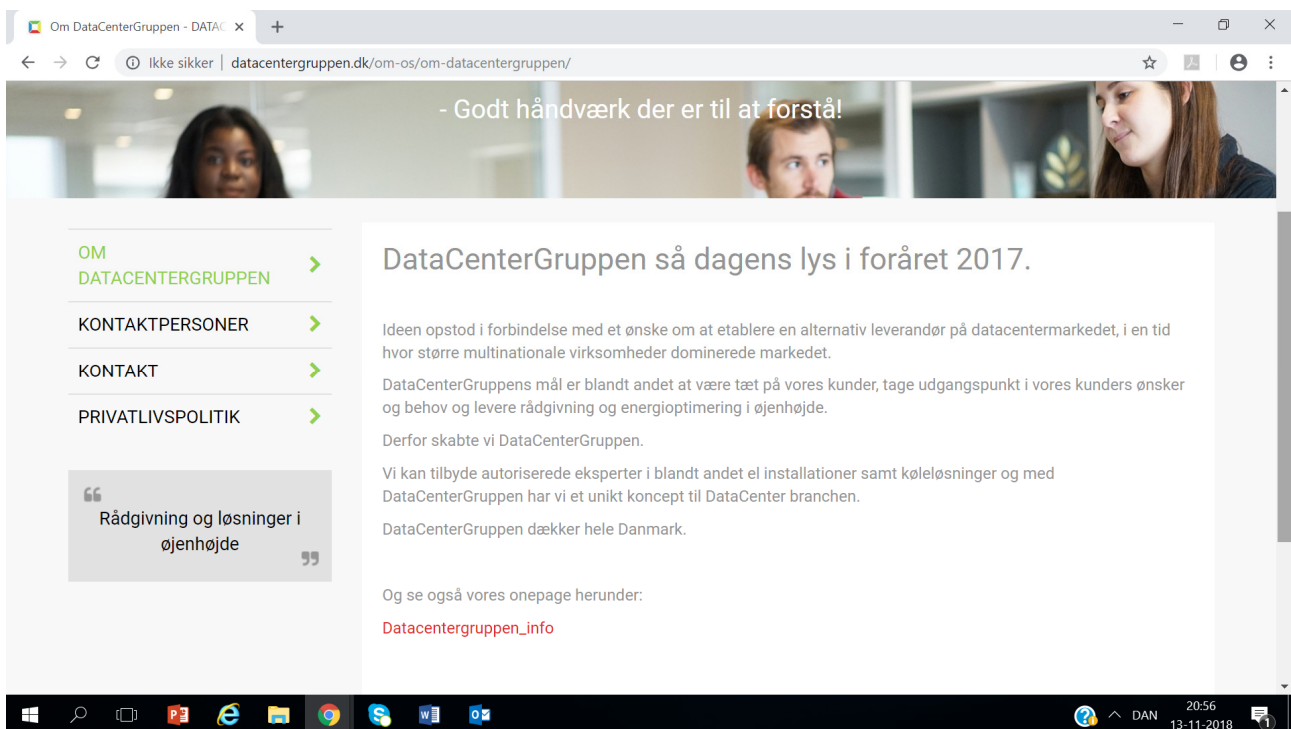 Om DataCenterGruppen - DATAC
Ikke sikker | datacentergruppen.dk/om-os/om-datacentergruppen/
- Godt håndværk der er til at forstå!
OM
DATACENTERGRUPPEN
KONTAKTPERSONER
KONTAKT
PRIVATLIVSPOLITIK
Rådgivning og løsninger i
øjenhøjde
DataCenterGruppen så dagens lys i foråret 2017.
Ideen opstod i forbindelse med et ønske om at etablere en alternativ leverandør på datacentermarkedet, i en tid
hvor større multinationale virksomheder dominerede markedet.
DataCenterGruppens mål er blandt andet at være tæt på vores kunder, tage udgangspunkt i vores kunders ønsker
og behov og levere rådgivning og energioptimering i øjenhøjde.
Derfor skabte vi DataCenterGruppen.
Vi kan tilbyde autoriserede eksperter i blandt andet el installationer samt køleløsninger og med
DataCenterGruppen har vi et unikt koncept til DataCenter branchen.
DataCenterGruppen dækker hele Danmark.
Og se også vores onepage herunder:
Datacentergruppen_info
DAN
20:56
13-11-2018
1